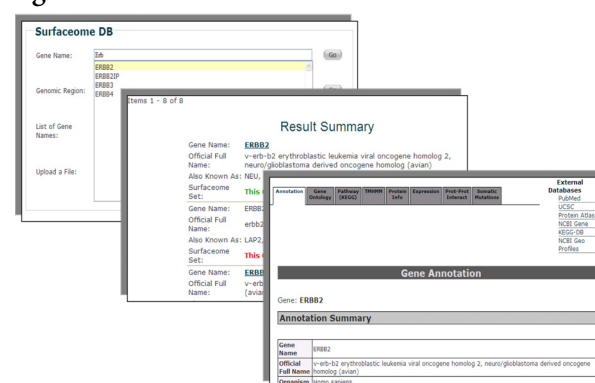 Surfaceome DB
Gene Name:
Erb
Go
ERBB2
ERBB2IP
ERBB3
ERBB4
Genomic Region:
List of Gene
Names:
Upload a File:
Items 1 - 8 of 8
Result Summary
Gene Name: ERBB2
Official Full
Name:
v-erb-b2 erythroblastic leukemia viral oncogene homolog 2,
neuro/glioblastoma derived oncogene homolog (avian)
Also Known As: NEU,
Surfaceome
Set:
This
Gene Name: ERBB2
Official Full
Name:
erbb2
Also Known As: LAP2,
Surfaceome
Set:
This
Gene Name: ERBB
Official Full
Name:
v-erb
(avian
Annotation
Gene
Ontology
Pathway
(KEGG)
TMHMM
Protein
Info
Expression
Prot-Prot
Interact
Somatic
Mutations
External
Databases
PubMed
UCSC
Protein Atlas
NCBI Gene
KEGG-DB
NCBI Geo
Profiles
Gene Annotation
Gene: ERBB2
Annotation Summary
Gene
Name
ERBB2
Official
Full Name
v-erb-b2 erythroblastic leukemia viral oncogene homolog 2, neuro/glioblastoma derived oncogene
homolog (avian)
Organism Homo sapiens